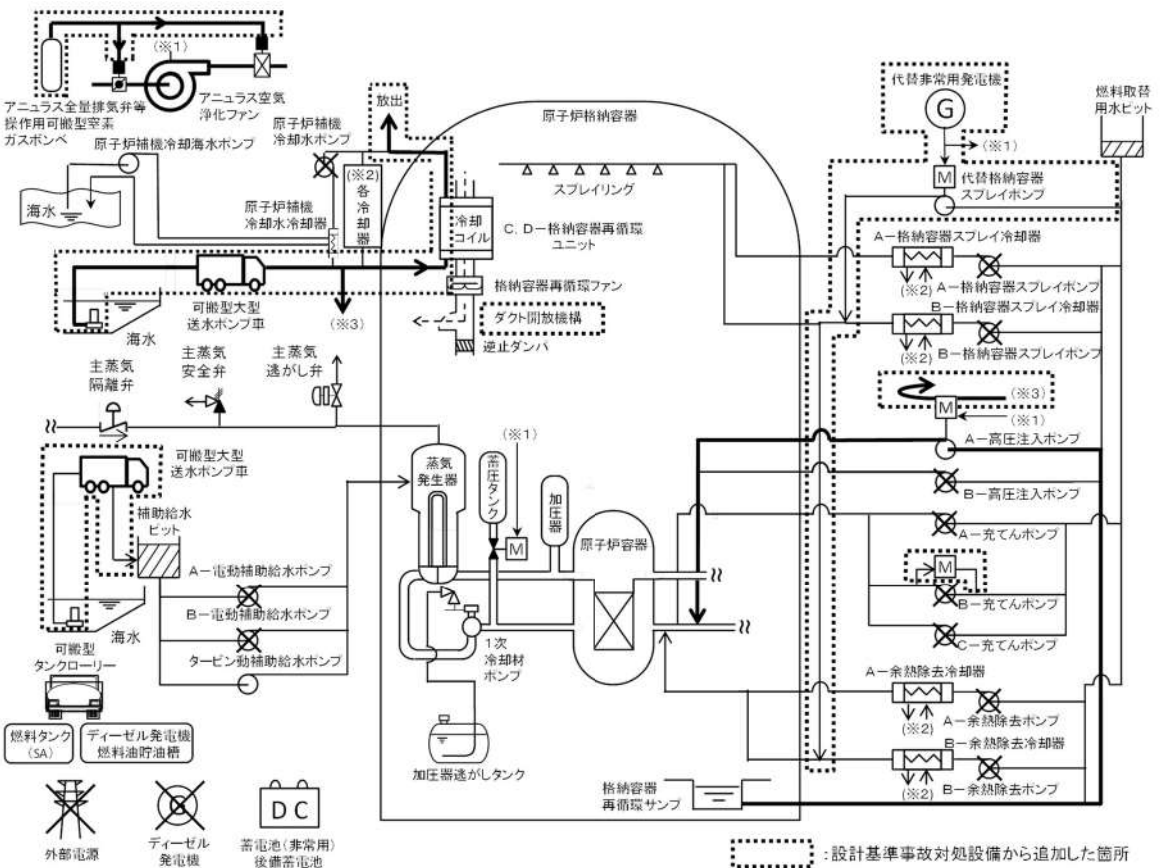 アニュラス全量排気弁等
操作用可搬型窒素
ガスボンベ
(※1)
アニュラス空気
浄化ファン
原子炉補機冷却海水ポンプ
海水
原子炉補機
冷却水ポンプ
原子炉補機
冷却水冷却器
(※2)
各
冷
却
器
放出
冷却
コイル
C，D－格納容器再循環
ユニット
格納容器再循環ファン
ダクト開放機構
逆止ダンパ
可搬型大型
送水ポンプ車
海水
(※3)
原子炉格納容器
スプレイリング
代替非常用発電機
G
(※1)
M
代替格納容器
スプレイポンプ
燃料取替
用水ピット
A－格納容器スプレイ冷却器
(※2)
A－格納容器スプレイポンプ
B－格納容器スプレイ冷却器
(※2)
B－格納容器スプレイポンプ
(※3)
M
(※1)
A－高圧注入ポンプ
B－高圧注入ポンプ
A－充てんポンプ
M
B－充てんポンプ
C－充てんポンプ
A－余熱除去冷却器
(※2)
A－余熱除去ポンプ
B－余熱除去冷却器
(※2)
B－余熱除去ポンプ
主蒸気
隔離弁
主蒸気
安全弁
主蒸気
逃がし弁
可搬型大型
送水ポンプ車
補助給水
ピット
海水
A－電動補助給水ポンプ
B－電動補助給水ポンプ
タービン動補助給水ポンプ
蒸気
発生器
蓄圧タンク
(※1)
M
加圧器
原子炉容器
1次
冷却材
ポンプ
加圧器逃がしタンク
格納容器
再循環サンプ
可搬型
タンクローリー
燃料タンク
(SA)
ディーゼル発電機
燃料油貯油槽
外部電源
ディーゼル
発電機
DC
蓄電池(非常用)
後備蓄電池
：設計基準事故対処設備から追加した箇所